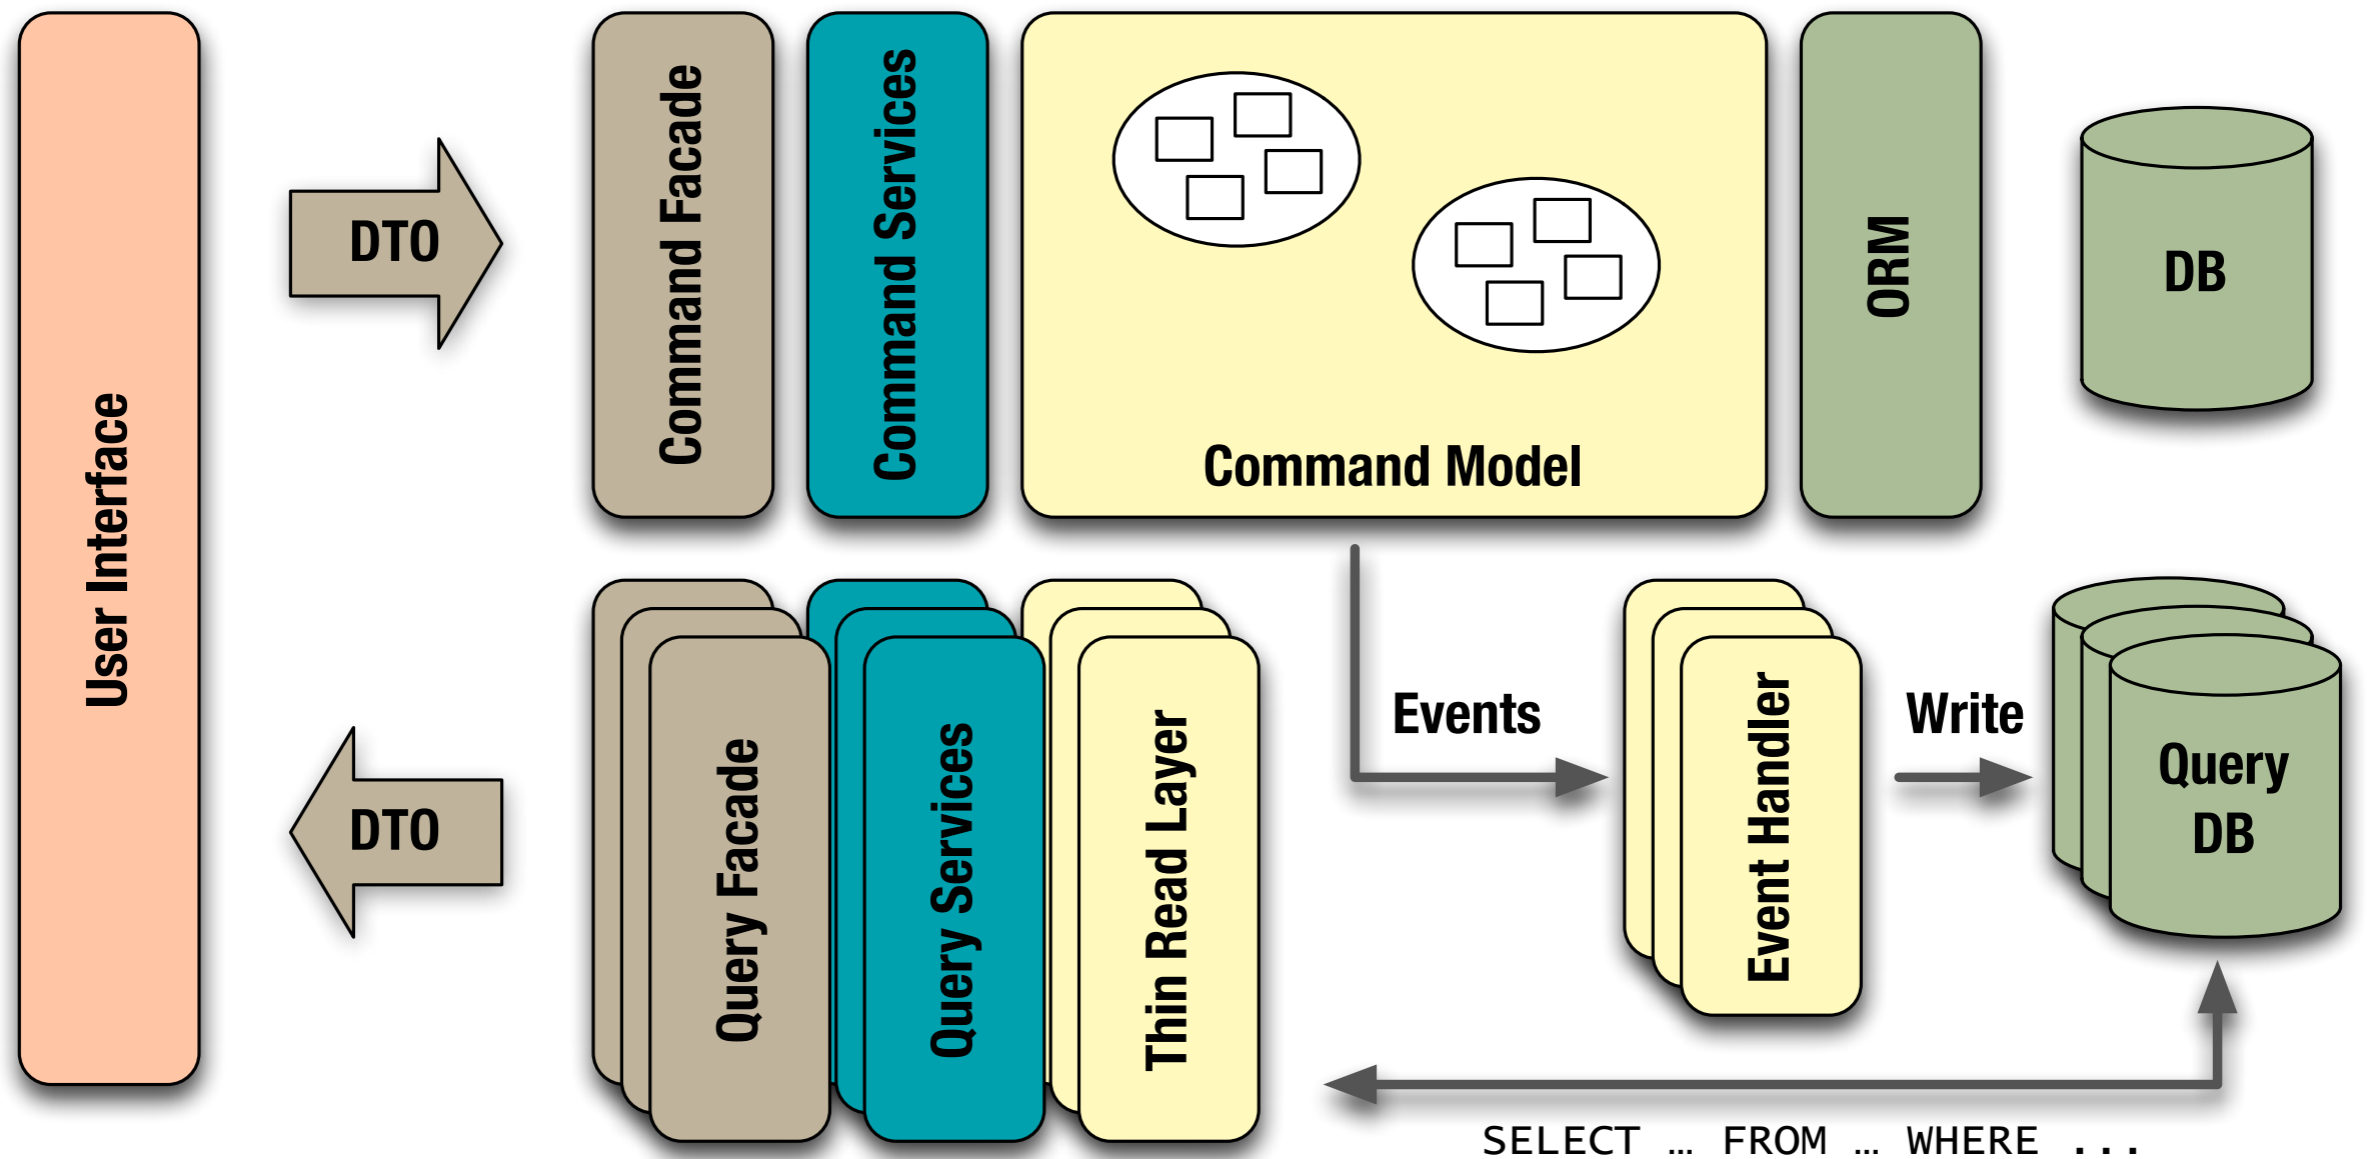 User Interface
DTO
Command Facade
Command Services
Command Model
ORM
DB
DTO
Query Facade
Query Services
Thin Read Layer
Events
Event Handler
Write
Query
DB
SELECT … FROM … WHERE ...